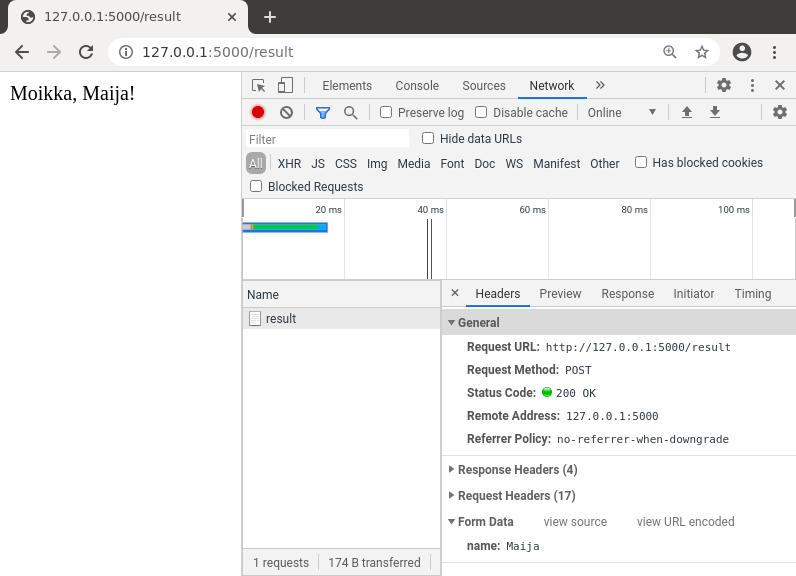 127.0.0.1:5000/result
127.0.0.1:5000/result
Moikka, Maija!
Elements Console Sources Network
Preserve log Disable cache Online
Filter Hide data URLs
All XHR JS CSS Img Media Font Doc WS Manifest Other Has blocked cookies
Blocked Requests
20 ms 40 ms 60 ms 80 ms 100 ms
Name
result
1 requests 174 B transferred
Headers Preview Response Initiator Timing
General
Request URL: http://127.0.0.1:5000/result
Request Method: POST
Status Code: 200 OK
Remote Address: 127.0.0.1:5000
Referrer Policy: no-referrer-when-downgrade
Response Headers (4)
Request Headers (17)
Form Data view source view URL encoded
name: Maija